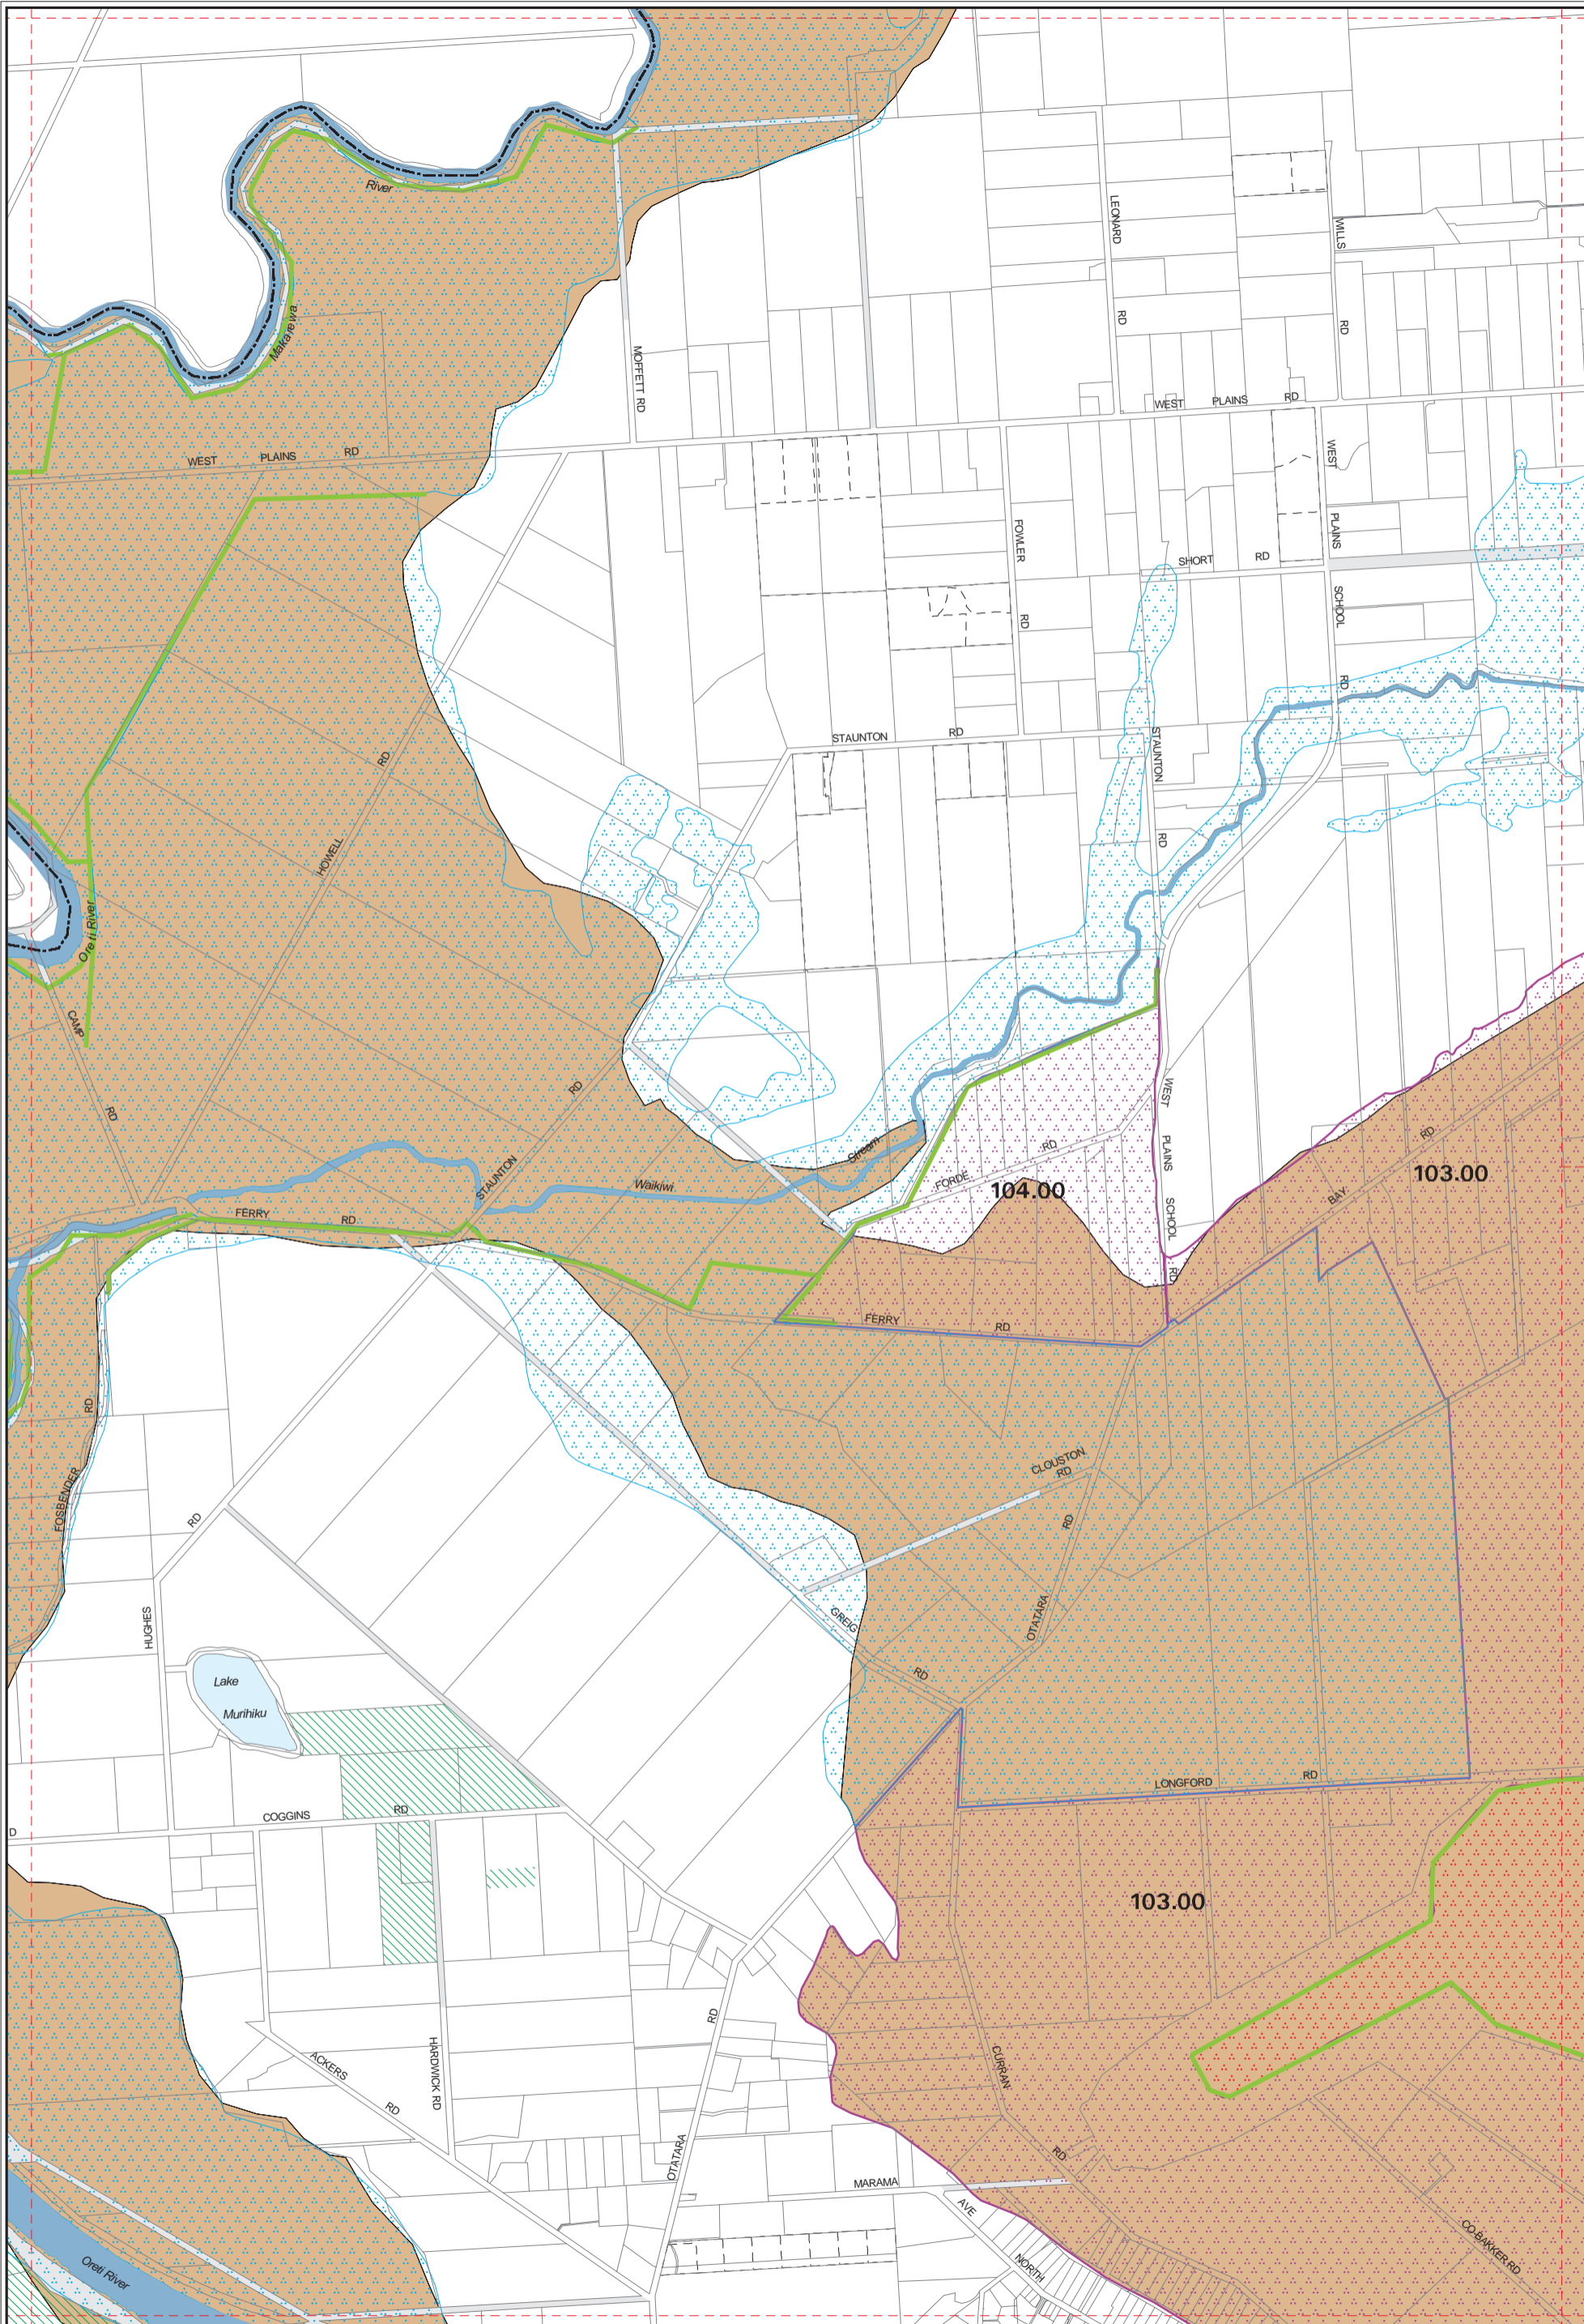 River
LEONARD
WILLS
RD
RD
Makarewa
MOFFETT RD
WEST PLAINS RD
WEST PLAINS RD
WEST
PLAINS
SCHOOL
RD
FOWLER
RD
SHORT RD
STAUNTON RD
STAUNTON
RD
RD
HOWELL
Oreti River
CAMP
RD
RD
STAUNTON
WEST
PLAINS
SCHOOL
RD
Stream
Waikiwi
FORDE RD
104.00
RD
BAY
103.00
FERRY RD
FERRY RD
RD
FOSBENDER
CLOUSTON
RD
RD
OTATARA
RD
HUGHES
GREIG
RD
Lake
Murihiku
LONGFORD RD
COGGINS RD
D
103.00
RD
OTATARA
HARDWICK RD
ACKERS
RD
CURRAN
RD
MARAMA
AVE
NORTH
CO-BAKKER RD
Oreti River